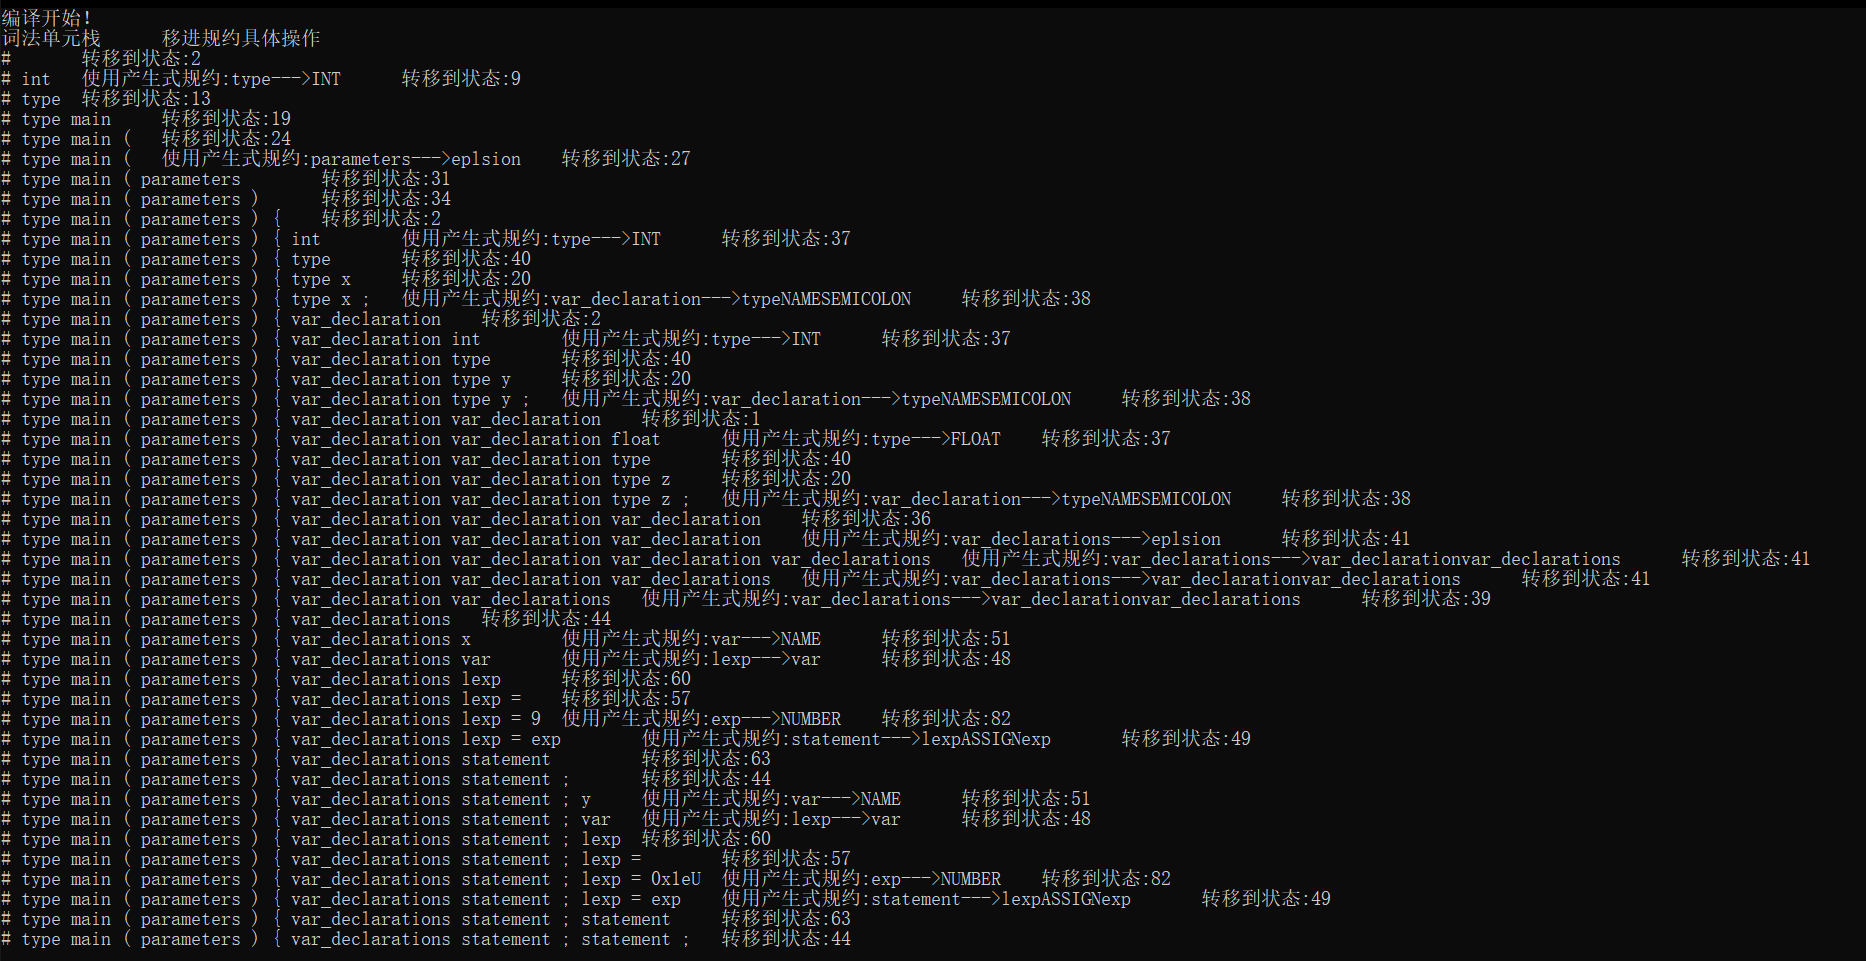 编译开始!
词法单元栈 移进规约具体操作
# 转移到状态:2
# int 使用产生式规约:type--->INT 转移到状态:9
# type 转移到状态:13
# type main 转移到状态:19
# type main ( 转移到状态:24
# type main ( 使用产生式规约:parameters--->eplsion 转移到状态:27
# type main ( parameters 转移到状态:31
# type main ( parameters ) 转移到状态:34
# type main ( parameters ) { 转移到状态:2
# type main ( parameters ) { int 使用产生式规约:type--->INT 转移到状态:37
# type main ( parameters ) { type 转移到状态:40
# type main ( parameters ) { type x 转移到状态:20
# type main ( parameters ) { type x ; 使用产生式规约:var_declaration--->typeNAMESEMICOLON 转移到状态:38
# type main ( parameters ) { var_declaration 转移到状态:2
# type main ( parameters ) { var_declaration int 使用产生式规约:type--->INT 转移到状态:37
# type main ( parameters ) { var_declaration type 转移到状态:40
# type main ( parameters ) { var_declaration type y 转移到状态:20
# type main ( parameters ) { var_declaration type y ; 使用产生式规约:var_declaration--->typeNAMESEMICOLON 转移到状态:38
# type main ( parameters ) { var_declaration var_declaration 转移到状态:1
# type main ( parameters ) { var_declaration var_declaration float 使用产生式规约:type--->FLOAT 转移到状态:37
# type main ( parameters ) { var_declaration var_declaration type 转移到状态:40
# type main ( parameters ) { var_declaration var_declaration type z 转移到状态:20
# type main ( parameters ) { var_declaration var_declaration type z ; 使用产生式规约:var_declaration--->typeNAMESEMICOLON 转移到状态:38
# type main ( parameters ) { var_declaration var_declaration var_declaration 转移到状态:36
# type main ( parameters ) { var_declaration var_declaration var_declaration 使用产生式规约:var_declarations--->eplsion 转移到状态:41
# type main ( parameters ) { var_declaration var_declaration var_declaration var_declarations 使用产生式规约:var_declarations--->var_declarationvar_declarations 转移到状态:41
# type main ( parameters ) { var_declaration var_declaration var_declarations 使用产生式规约:var_declarations--->var_declarationvar_declarations 转移到状态:41
# type main ( parameters ) { var_declaration var_declarations 使用产生式规约:var_declarations--->var_declarationvar_declarations 转移到状态:39
# type main ( parameters ) { var_declarations 转移到状态:44
# type main ( parameters ) { var_declarations x 使用产生式规约:var--->NAME 转移到状态:51
# type main ( parameters ) { var_declarations var 使用产生式规约:lexp--->var 转移到状态:48
# type main ( parameters ) { var_declarations lexp 转移到状态:60
# type main ( parameters ) { var_declarations lexp = 转移到状态:57
# type main ( parameters ) { var_declarations lexp = 9 使用产生式规约:exp--->NUMBER 转移到状态:82
# type main ( parameters ) { var_declarations lexp = exp 使用产生式规约:statement--->lexpASSIGNexp 转移到状态:49
# type main ( parameters ) { var_declarations statement 转移到状态:63
# type main ( parameters ) { var_declarations statement ; 转移到状态:44
# type main ( parameters ) { var_declarations statement ; y 使用产生式规约:var--->NAME 转移到状态:51
# type main ( parameters ) { var_declarations statement ; var 使用产生式规约:lexp--->var 转移到状态:48
# type main ( parameters ) { var_declarations statement ; lexp 转移到状态:60
# type main ( parameters ) { var_declarations statement ; lexp = 转移到状态:57
# type main ( parameters ) { var_declarations statement ; lexp = 0x1eU 使用产生式规约:exp--->NUMBER 转移到状态:82
# type main ( parameters ) { var_declarations statement ; lexp = exp 使用产生式规约:statement--->lexpASSIGNexp 转移到状态:49
# type main ( parameters ) { var_declarations statement ; statement 转移到状态:63
# type main ( parameters ) { var_declarations statement ; statement ; 转移到状态:44